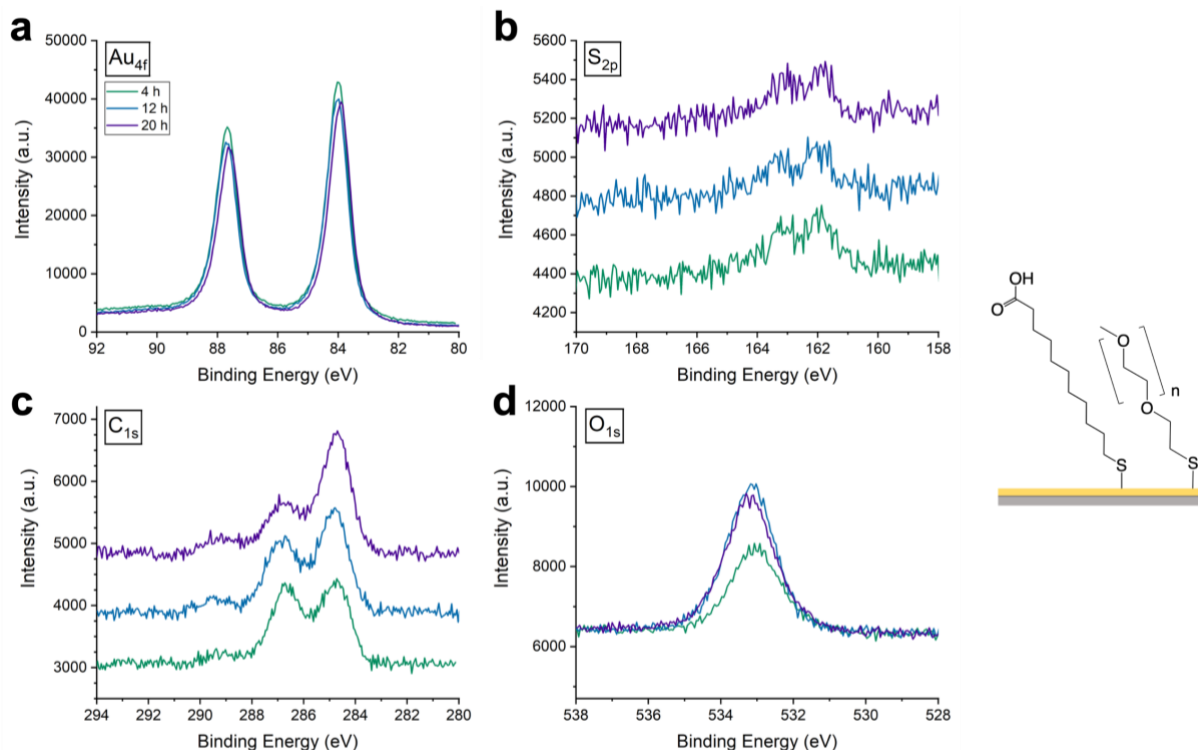 a
Au4f
4 h
12 h
20 h
50000
40000
30000
20000
10000
0
92 90 88 86 84 82 80
Binding Energy (eV)
Intensity (a.u.)
b
S2p
5600
5400
5200
5000
4800
4600
4400
4200
170 168 166 164 162 160 158
Binding Energy (eV)
Intensity (a.u.)
c
C1s
7000
6000
5000
4000
3000
294 292 290 288 286 284 282 280
Binding Energy (eV)
Intensity (a.u.)
d
O1s
12000
10000
8000
6000
538 536 534 532 530 528
Binding Energy (eV)
Intensity (a.u.)
OH
O
O
n
O
S
S